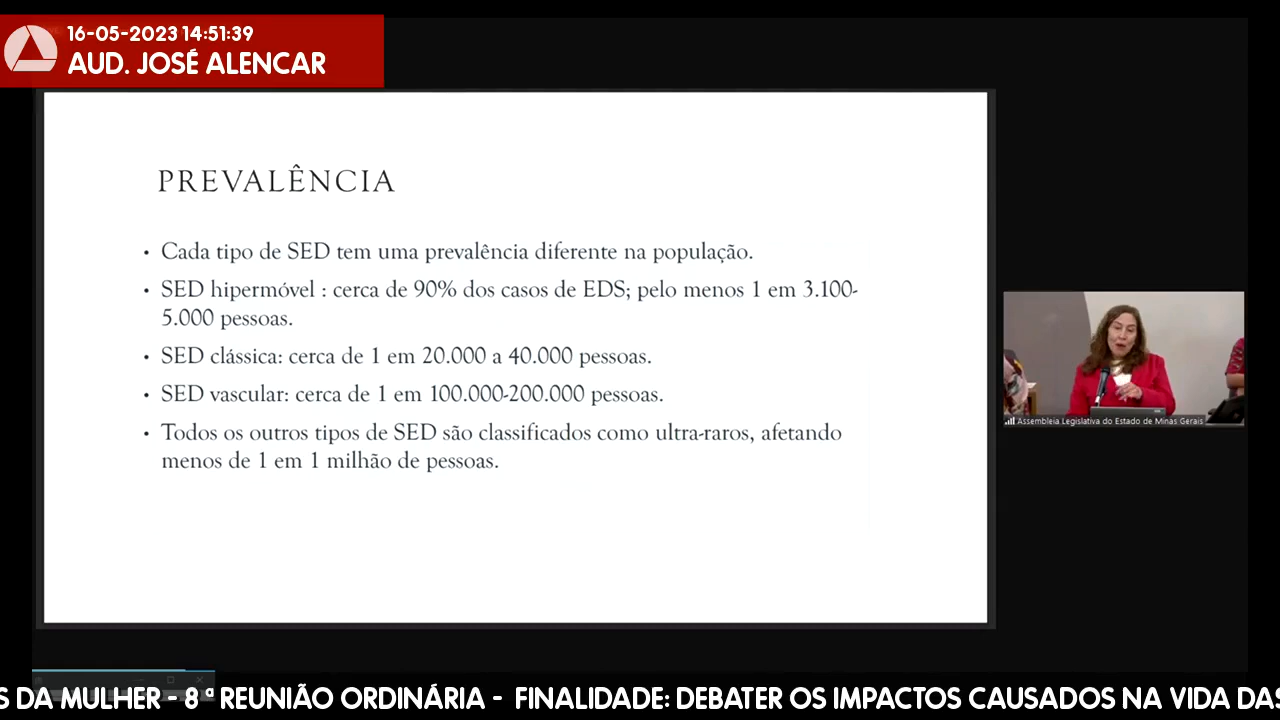 16-05-2023 14:51:39
AUD. JOSÉ ALENCAR
PREVALÊNCIA
• Cada tipo de SED tem uma prevalência diferente na população.
• SED hipermóvel : cerca de 90% dos casos de EDS; pelo menos 1 em 3.100-
5.000 pessoas.
• SED clássica: cerca de 1 em 20.000 a 40.000 pessoas.
• SED vascular: cerca de 1 em 100.000-200.000 pessoas.
• Todos os outros tipos de SED são classificados como ultra-raros, afetando
menos de 1 em 1 milhão de pessoas.
Assembleia Legislativa do Estado de Minas Gerais
S DA MULHER - 8 ª REUNIÃO ORDINÁRIA - FINALIDADE: DEBATER OS IMPACTOS CAUSADOS NA VIDA DAS